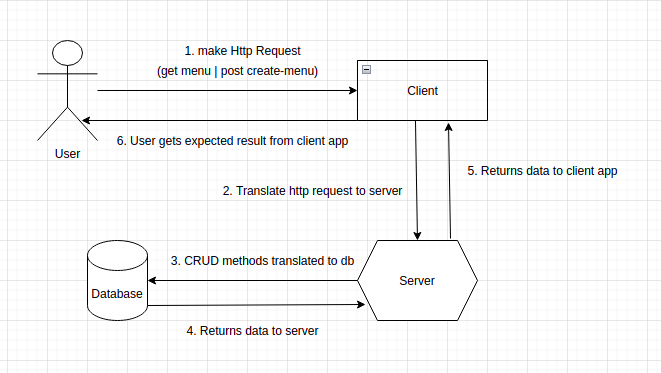 1. make Http Request
(get menu | post create-menu)
Client
6. User gets expected result from client app
User
5. Returns data to client app
2. Translate http request to server
3. CRUD methods translated to db
Server
Database
4. Returns data to server